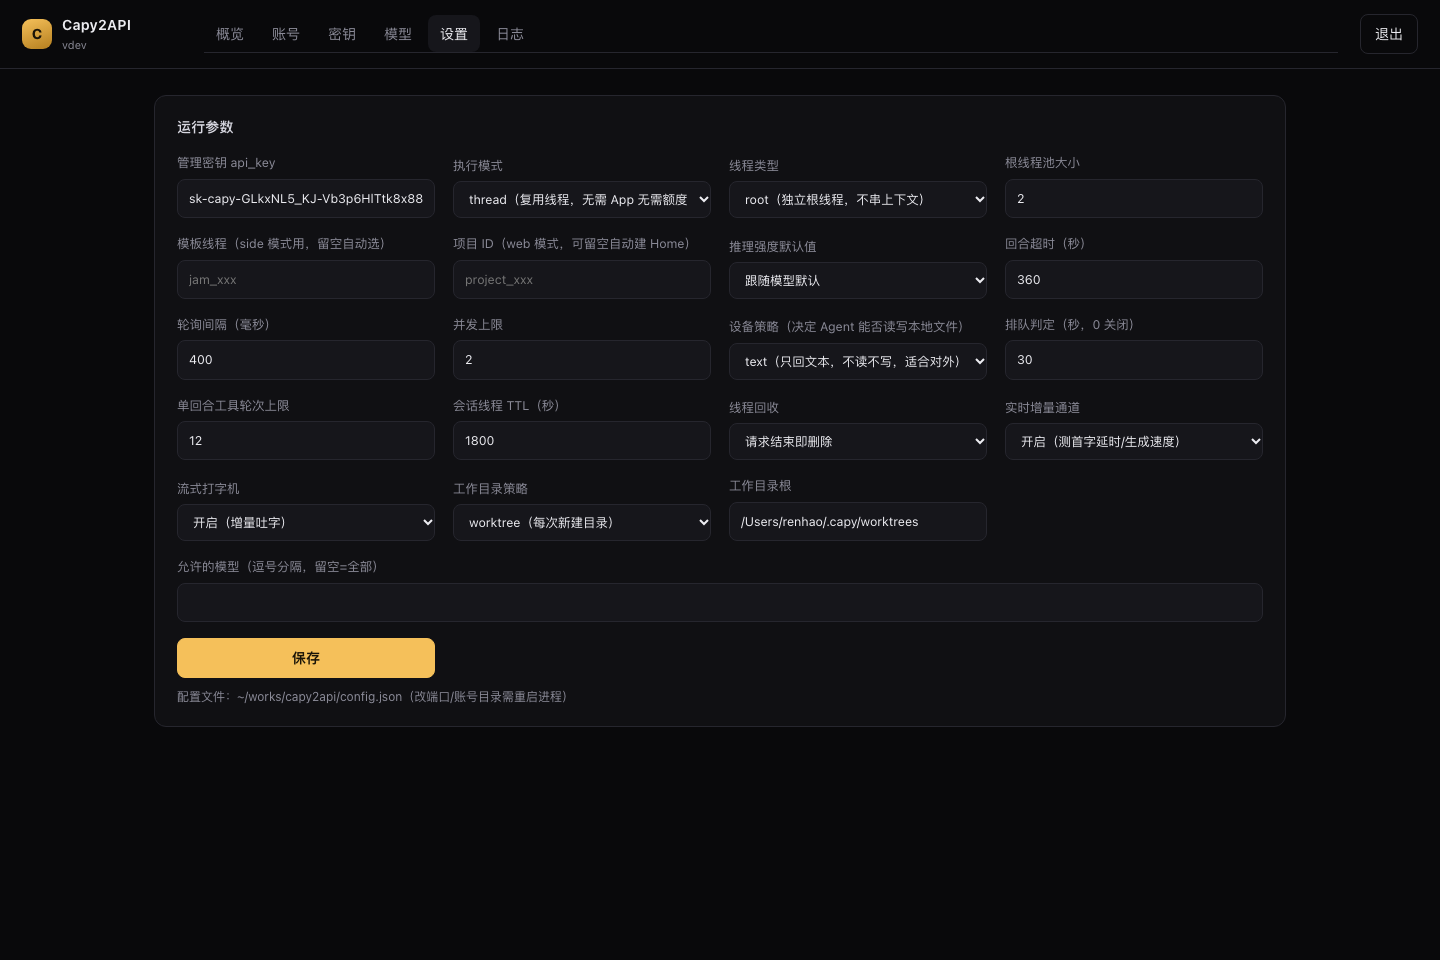 C
Capy2API
vdev
概览 账号 密钥 模型 设置 日志
退出
运行参数
管理密钥 api_key
执行模式
线程类型
根线程池大小
sk-capy-GLkxNL5_KJ-Vb3p6HlTtk8x88
thread（复用线程，无需 App 无需额度
root（独立根线程，不串上下文）
2
模板线程（side 模式用，留空自动选）
项目 ID（web 模式，可留空自动建 Home）
推理强度默认值
回合超时（秒）
jam_xxx
project_xxx
跟随模型默认
360
轮询间隔（毫秒）
并发上限
设备策略（决定 Agent 能否读写本地文件）
排队判定（秒，0 关闭）
400
2
text（只回文本，不读不写，适合对外）
30
单回合工具轮次上限
会话线程 TTL（秒）
线程回收
实时增量通道
12
1800
请求结束即删除
开启（测首字延时/生成速度）
流式打字机
工作目录策略
工作目录根
开启（增量吐字）
worktree（每次新建目录）
/Users/renhao/.capy/worktrees
允许的模型（逗号分隔，留空=全部）
保存
配置文件：~/works/capy2api/config.json（改端口/账号目录需重启进程）